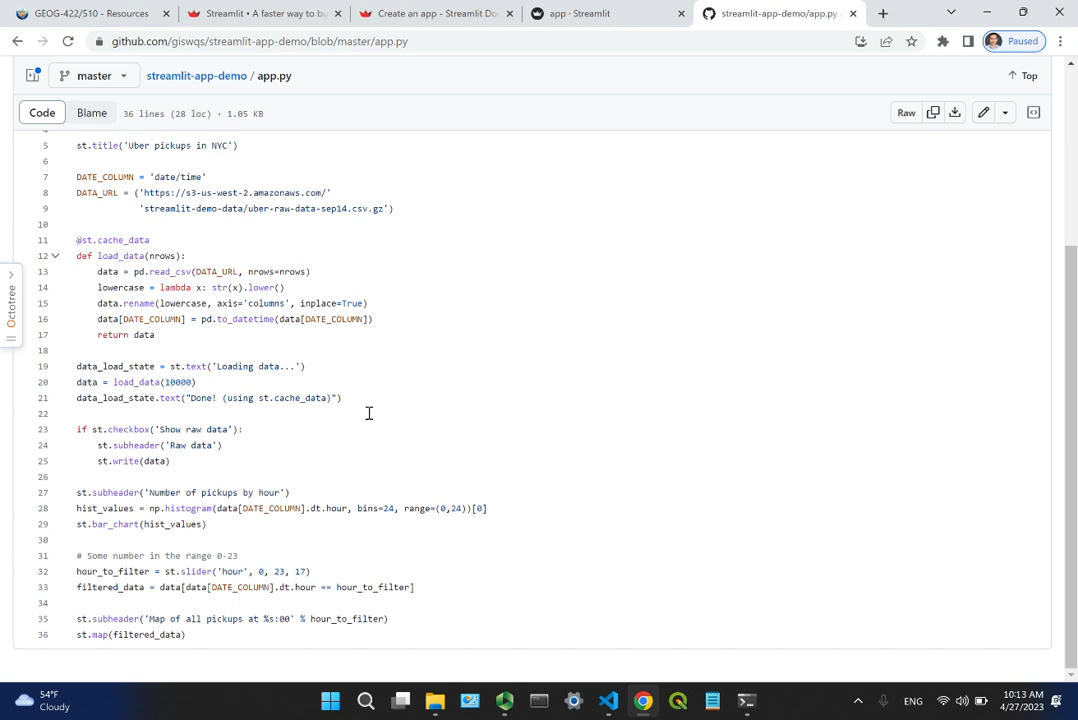 GEOG-422/510 - Resources
Streamlit • A faster way to bu
Create an app - Streamlit Do
app · Streamlit
streamlit-app-demo/app.py
github.com/giswqs/streamlit-app-demo/blob/master/app.py
Paused
master
streamlit-app-demo / app.py
Top
Code
Blame
36 lines (28 loc) · 1.05 KB
Raw
Octotree
5 st.title('Uber pickups in NYC')
6
7 DATE_COLUMN = 'date/time'
8 DATA_URL = ('https://s3-us-west-2.amazonaws.com/'
9 'streamlit-demo-data/uber-raw-data-sep14.csv.gz')
10
11 @st.cache_data
12 def load_data(nrows):
13 data = pd.read_csv(DATA_URL, nrows=nrows)
14 lowercase = lambda x: str(x).lower()
15 data.rename(lowercase, axis='columns', inplace=True)
16 data[DATE_COLUMN] = pd.to_datetime(data[DATE_COLUMN])
17 return data
18
19 data_load_state = st.text('Loading data...')
20 data = load_data(10000)
21 data_load_state.text("Done! (using st.cache_data)")
22
23 if st.checkbox('Show raw data'):
24 st.subheader('Raw data')
25 st.write(data)
26
27 st.subheader('Number of pickups by hour')
28 hist_values = np.histogram(data[DATE_COLUMN].dt.hour, bins=24, range=(0,24))[0]
29 st.bar_chart(hist_values)
30
31 # Some number in the range 0-23
32 hour_to_filter = st.slider('hour', 0, 23, 17)
33 filtered_data = data[data[DATE_COLUMN].dt.hour == hour_to_filter]
34
35 st.subheader('Map of all pickups at %s:00' % hour_to_filter)
36 st.map(filtered_data)
54°F
Cloudy
ENG
10:13 AM
4/27/2023